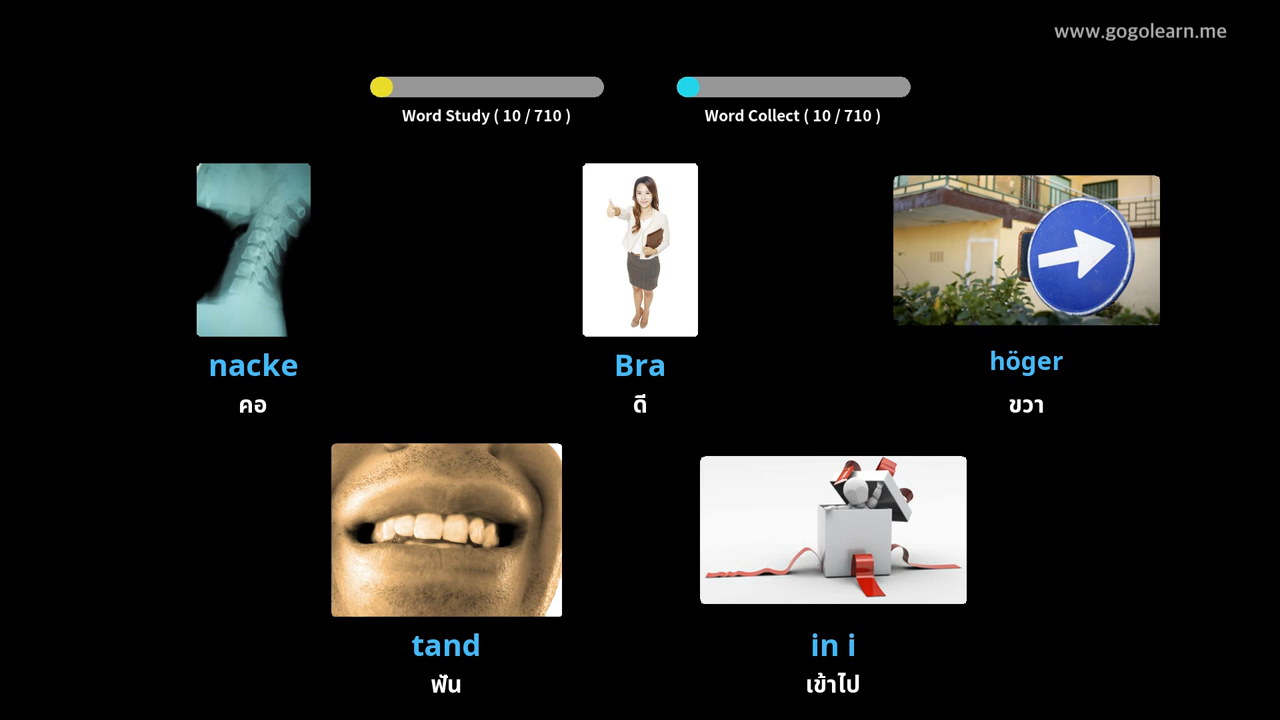 www.gogolearn.me
Word Study ( 10 / 710 )
Word Collect ( 10 / 710 )
nacke
คอ
Bra
ดี
höger
ขวา
tand
ฟัน
in i
เข้าไป